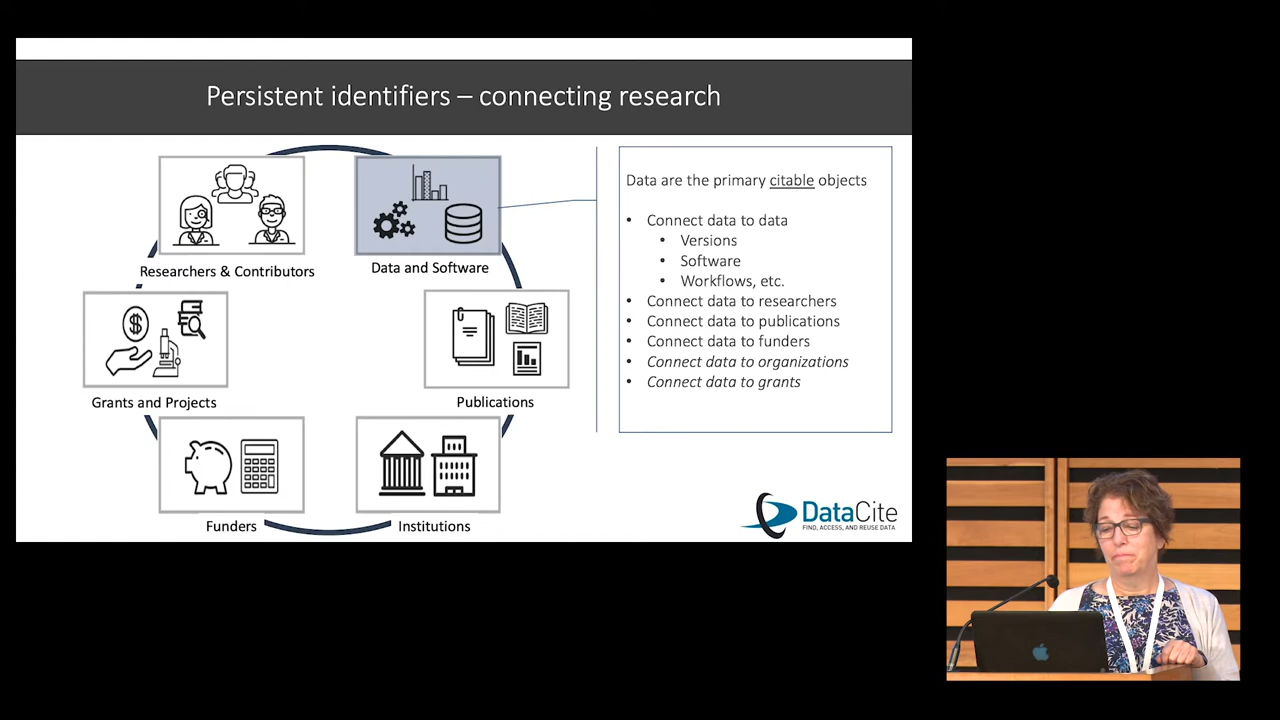 Persistent identifiers – connecting research
Researchers & Contributors
Data and Software
Grants and Projects
Publications
Funders
Institutions
Data are the primary citable objects
• Connect data to data
• Versions
• Software
• Workflows, etc.
• Connect data to researchers
• Connect data to publications
• Connect data to funders
• Connect data to organizations
• Connect data to grants
DataCite
FIND, ACCESS, AND REUSE DATA
$